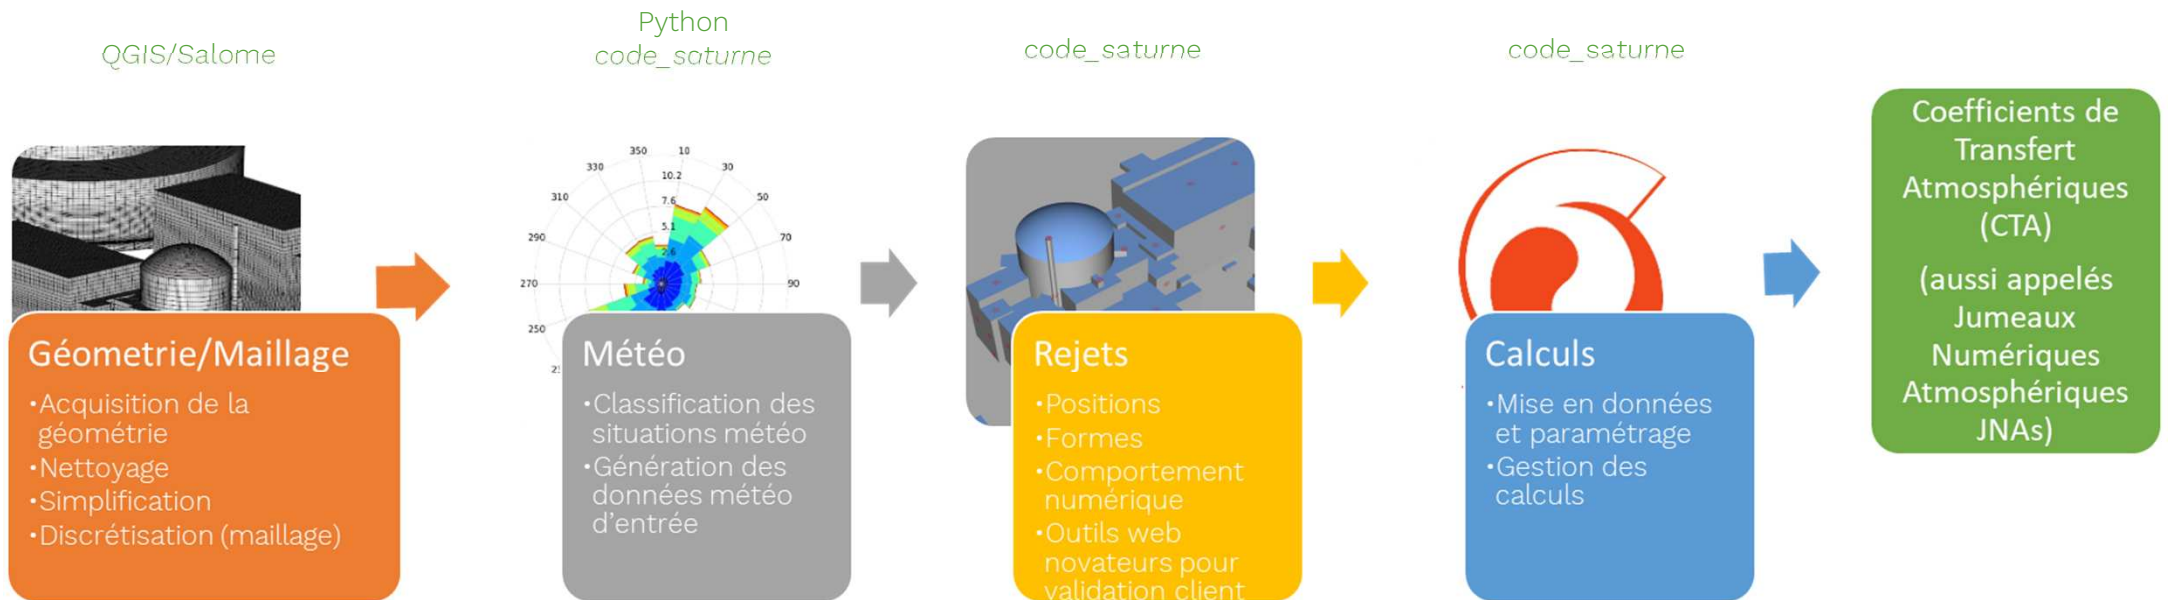 QGIS/Salome
Python
code_saturne
code_saturne
code_saturne
350
10
330
30
10.2
310
50
7.6
5.1
290
70
2.6
270
90
250
Géometrie/Maillage
•Acquisition de la
géométrie
•Nettoyage
•Simplification
•Discrétisation (maillage)
Météo
•Classification des
situations météo
•Génération des
données météo
d'entrée
Rejets
•Positions
•Formes
•Comportement
numérique
•Outils web
novateurs pour
validation client
Calculs
•Mise en données
et paramétrage
•Gestion des
calculs
Coefficients de
Transfert
Atmosphériques
(CTA)
(aussi appelés
Jumeaux
Numériques
Atmosphériques
JNAs)